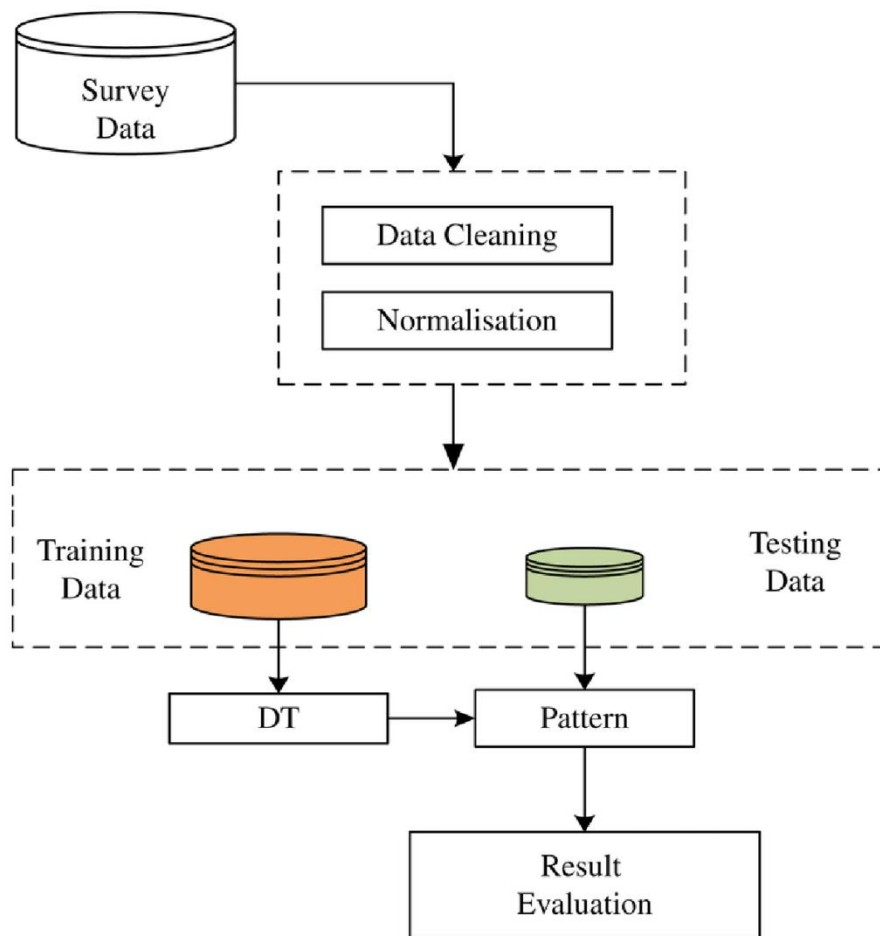 Survey
Data
Data Cleaning
Normalisation
Training
Data
Testing
Data
DT
Pattern
Result
Evaluation